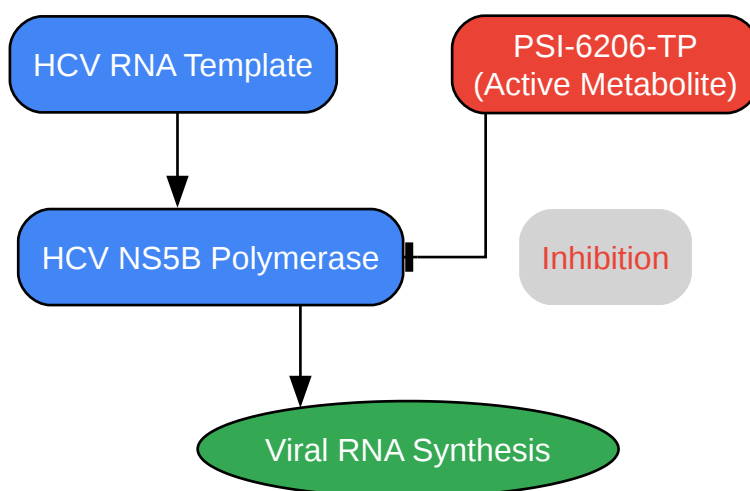 HCV RNA Template
PSI-6206-TP
(Active Metabolite)
HCV NS5B Polymerase
Inhibition
Viral RNA Synthesis